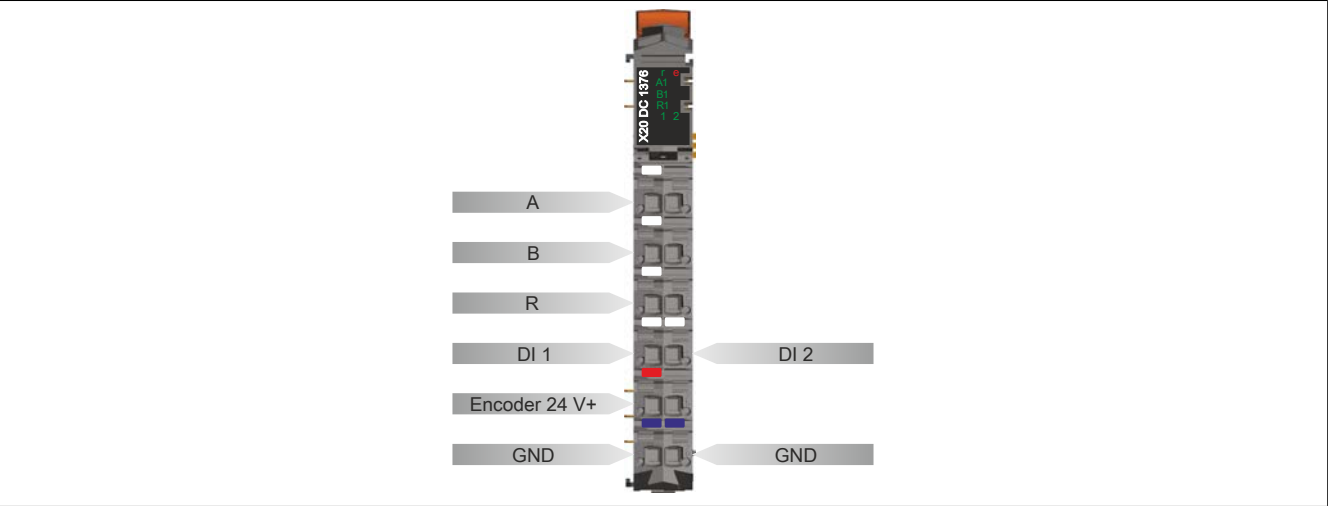 X20 DC 1376
r e
A1
B1
R1
1 2
A
B
R
DI 1 DI 2
Encoder 24 V+
GND GND